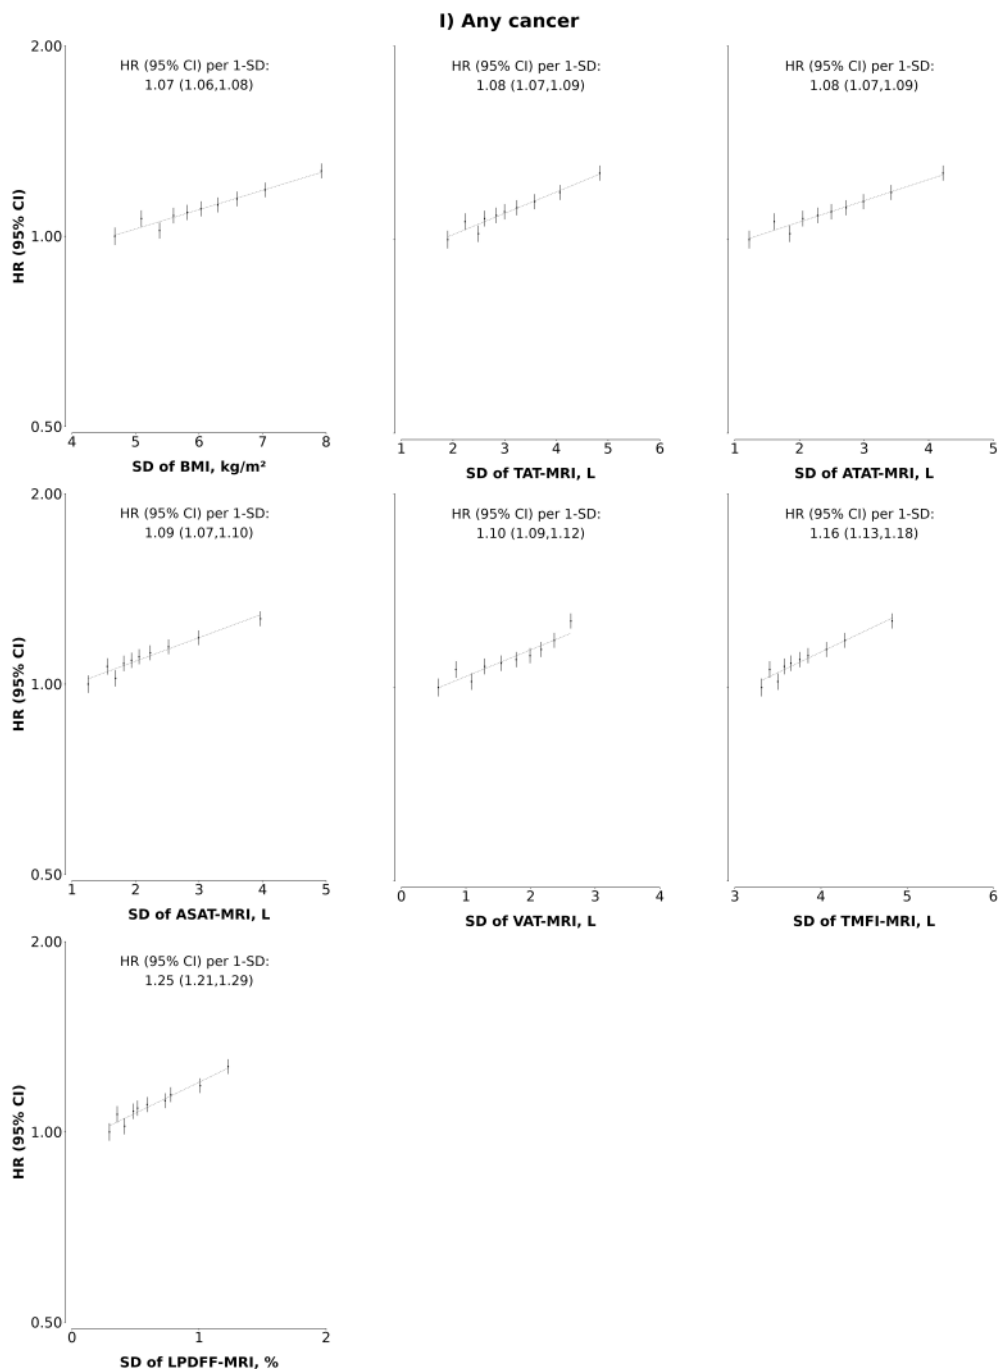 I) Any cancer
2.00
HR (95% CI) per 1-SD:
1.07 (1.06,1.08)
1.00
0.50
HR (95% CI)
4 5 6 7 8
SD of BMI, kg/m²
HR (95% CI) per 1-SD:
1.08 (1.07,1.09)
1 2 3 4 5 6
SD of TAT-MRI, L
HR (95% CI) per 1-SD:
1.08 (1.07,1.09)
1 2 3 4 5
SD of ATAT-MRI, L
2.00
HR (95% CI) per 1-SD:
1.09 (1.07,1.10)
1.00
0.50
HR (95% CI)
1 2 3 4 5
SD of ASAT-MRI, L
HR (95% CI) per 1-SD:
1.10 (1.09,1.12)
0 1 2 3 4
SD of VAT-MRI, L
HR (95% CI) per 1-SD:
1.16 (1.13,1.18)
3 4 5 6
SD of TMFI-MRI, L
2.00
HR (95% CI) per 1-SD:
1.25 (1.21,1.29)
1.00
0.50
HR (95% CI)
0 1 2
SD of LPDFF-MRI, %